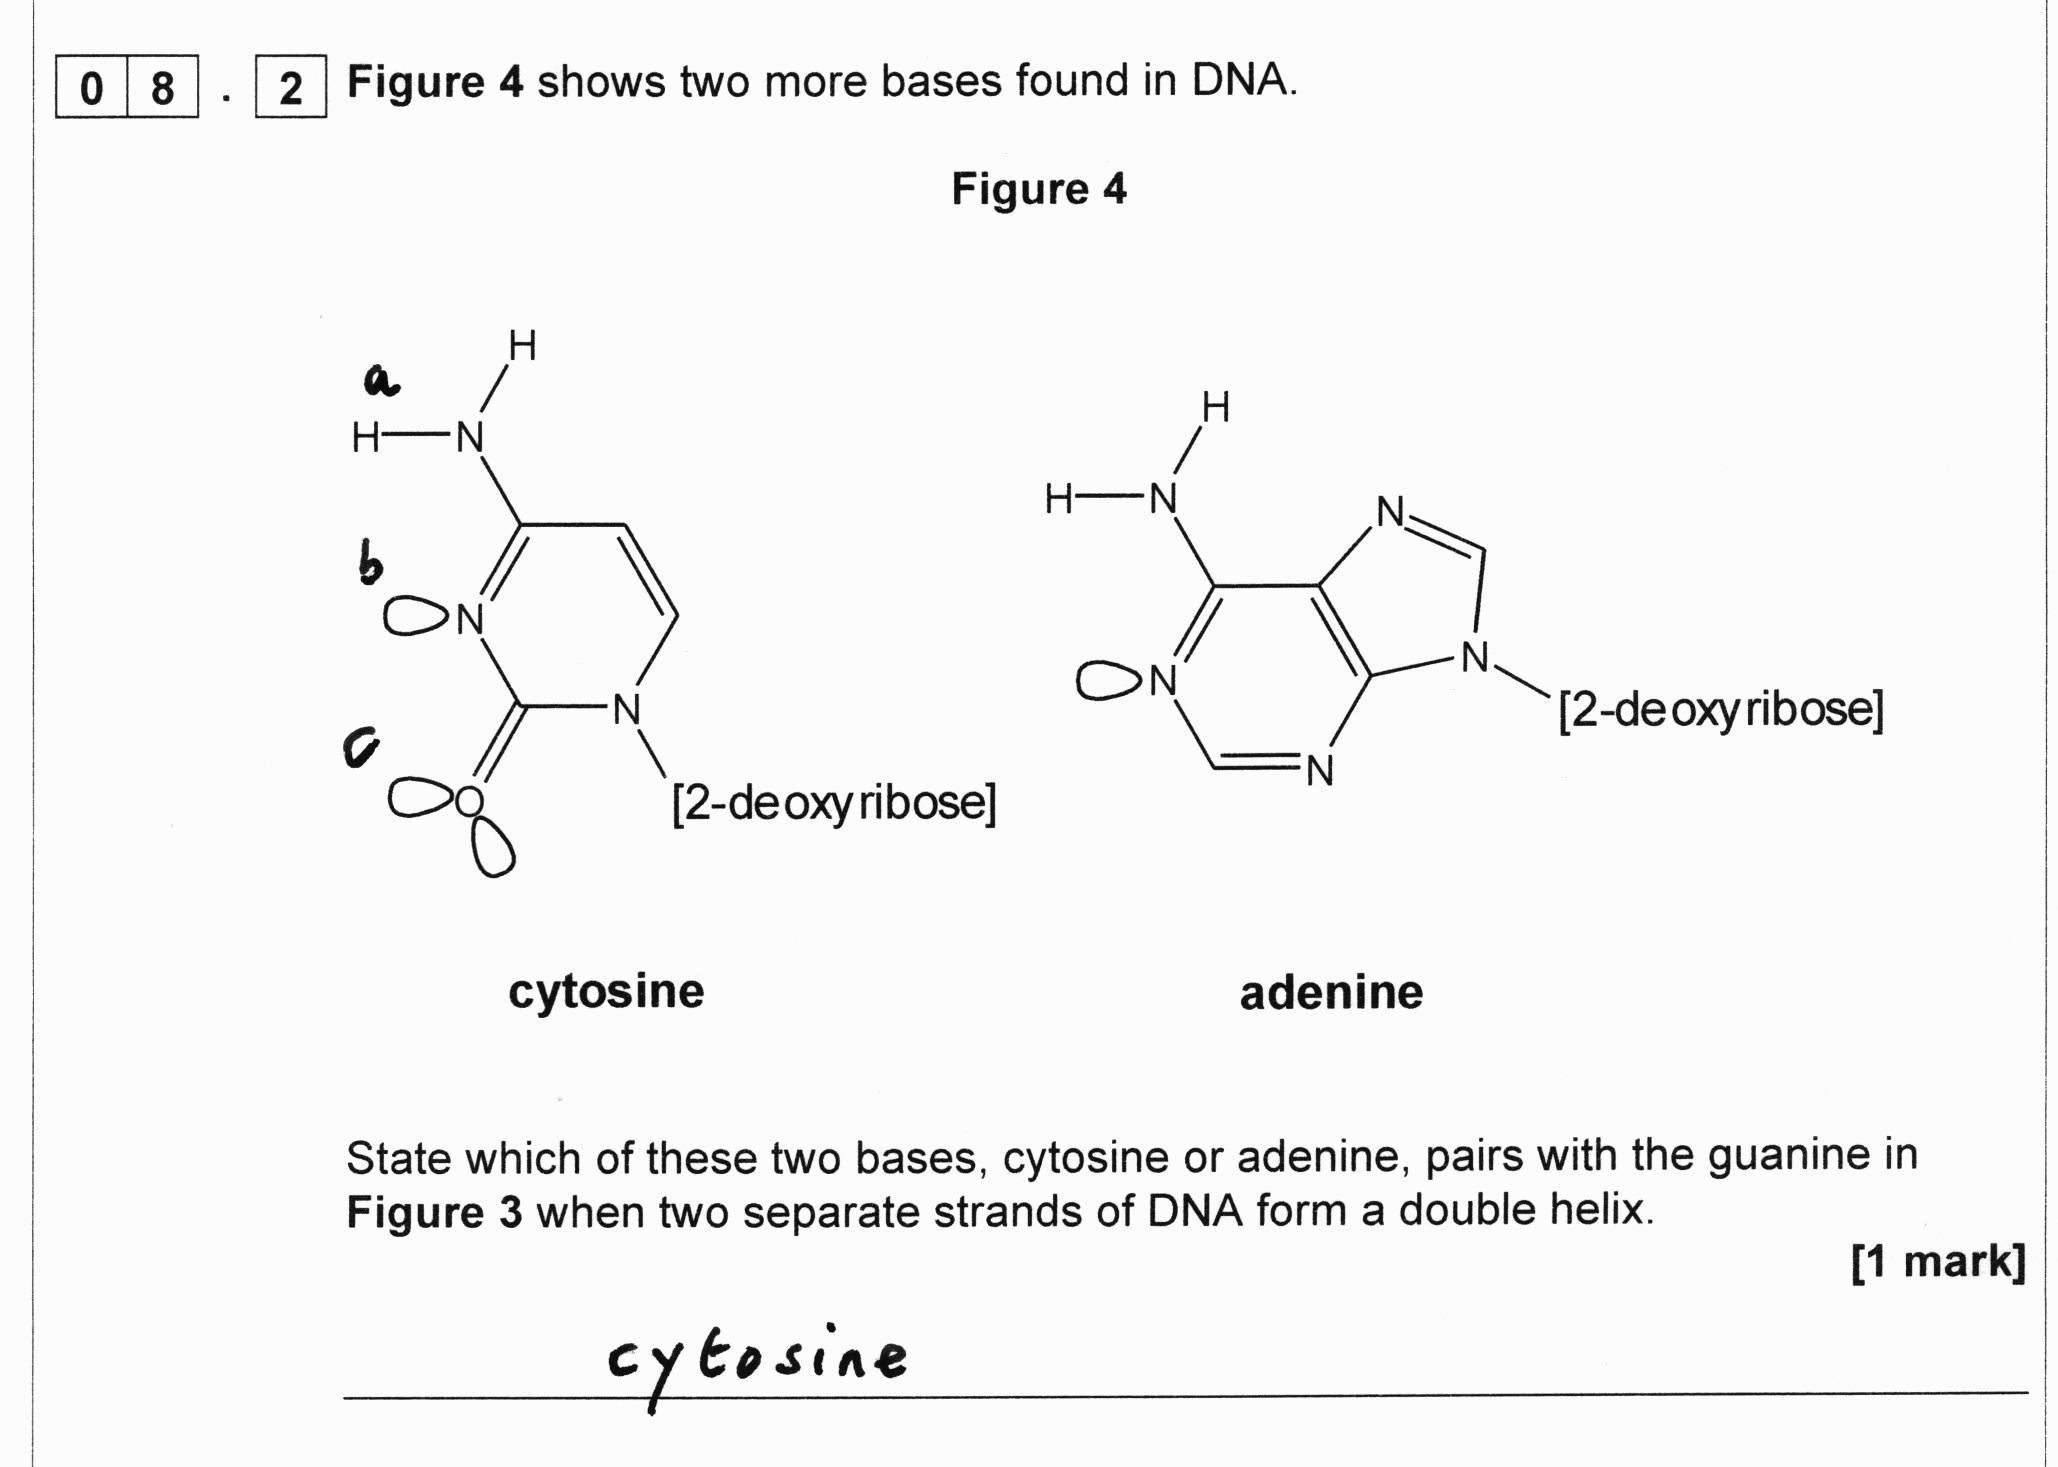 0 8 . 2 Figure 4 shows two more bases found in DNA.
Figure 4
H
a
H N
H
H N
N
b
N
N
N
[2-deoxyribose]
N
c
N
O
[2-deoxyribose]
cytosine adenine
State which of these two bases, cytosine or adenine, pairs with the guanine in
Figure 3 when two separate strands of DNA form a double helix.
[1 mark]
cytosine